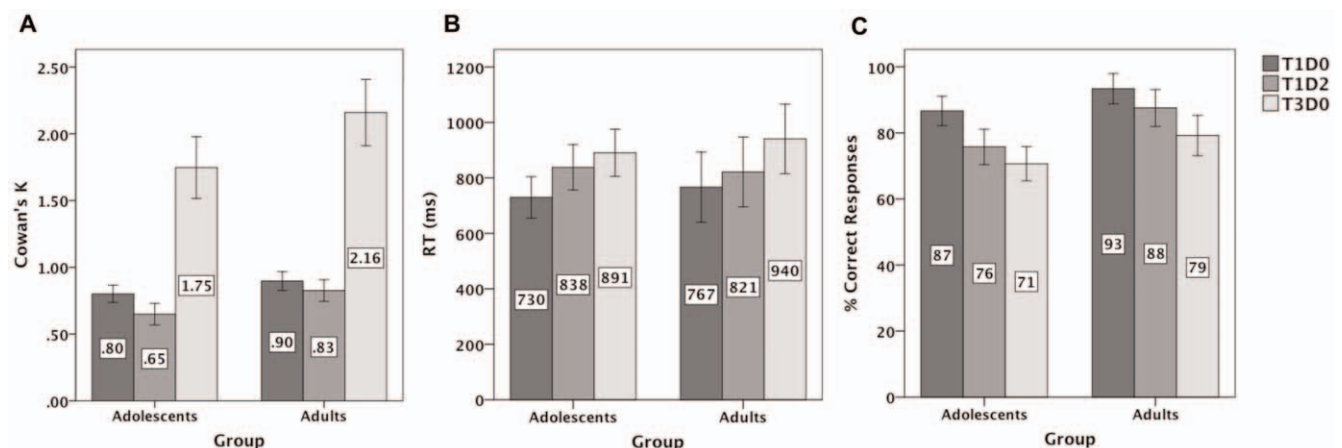 A
Cowan's K
2.50
2.00
1.50
1.00
.50
.00
.80
.65
1.75
.90
.83
2.16
Adolescents
Adults
Group
B
RT (ms)
1200
1000
800
600
400
200
0
730
838
891
767
821
940
Adolescents
Adults
Group
C
% Correct Responses
100
80
60
40
20
0
87
76
71
93
88
79
Adolescents
Adults
Group
T1D0
T1D2
T3D0